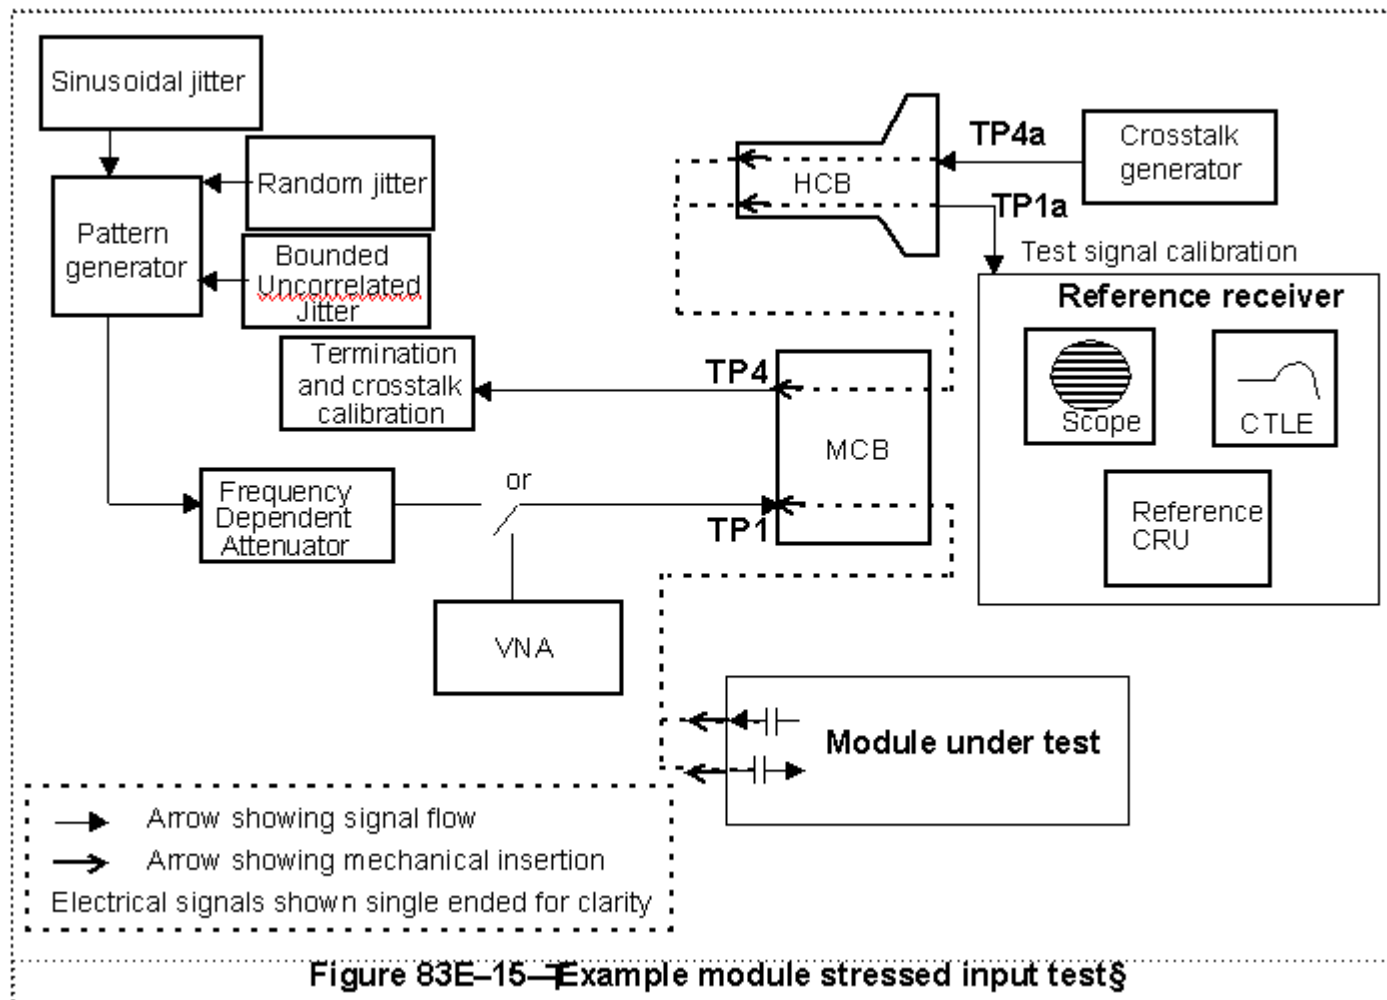 Sinusoidal jitter
Random jitter
Pattern
generator
Bounded
Uncorrelated
Jitter
Termination
and crosstalk
calibration
Frequency
Dependent
Attenuator
or
VNA
TP4
MCB
TP1
HCB
TP4a
Crosstalk
generator
TP1a
Test signal calibration
Reference receiver
Scope
CTLE
Reference
CRU
Module under test
Arrow showing signal flow
Arrow showing mechanical insertion
Electrical signals shown single ended for clarity
Figure 83E–15—Example module stressed input test§